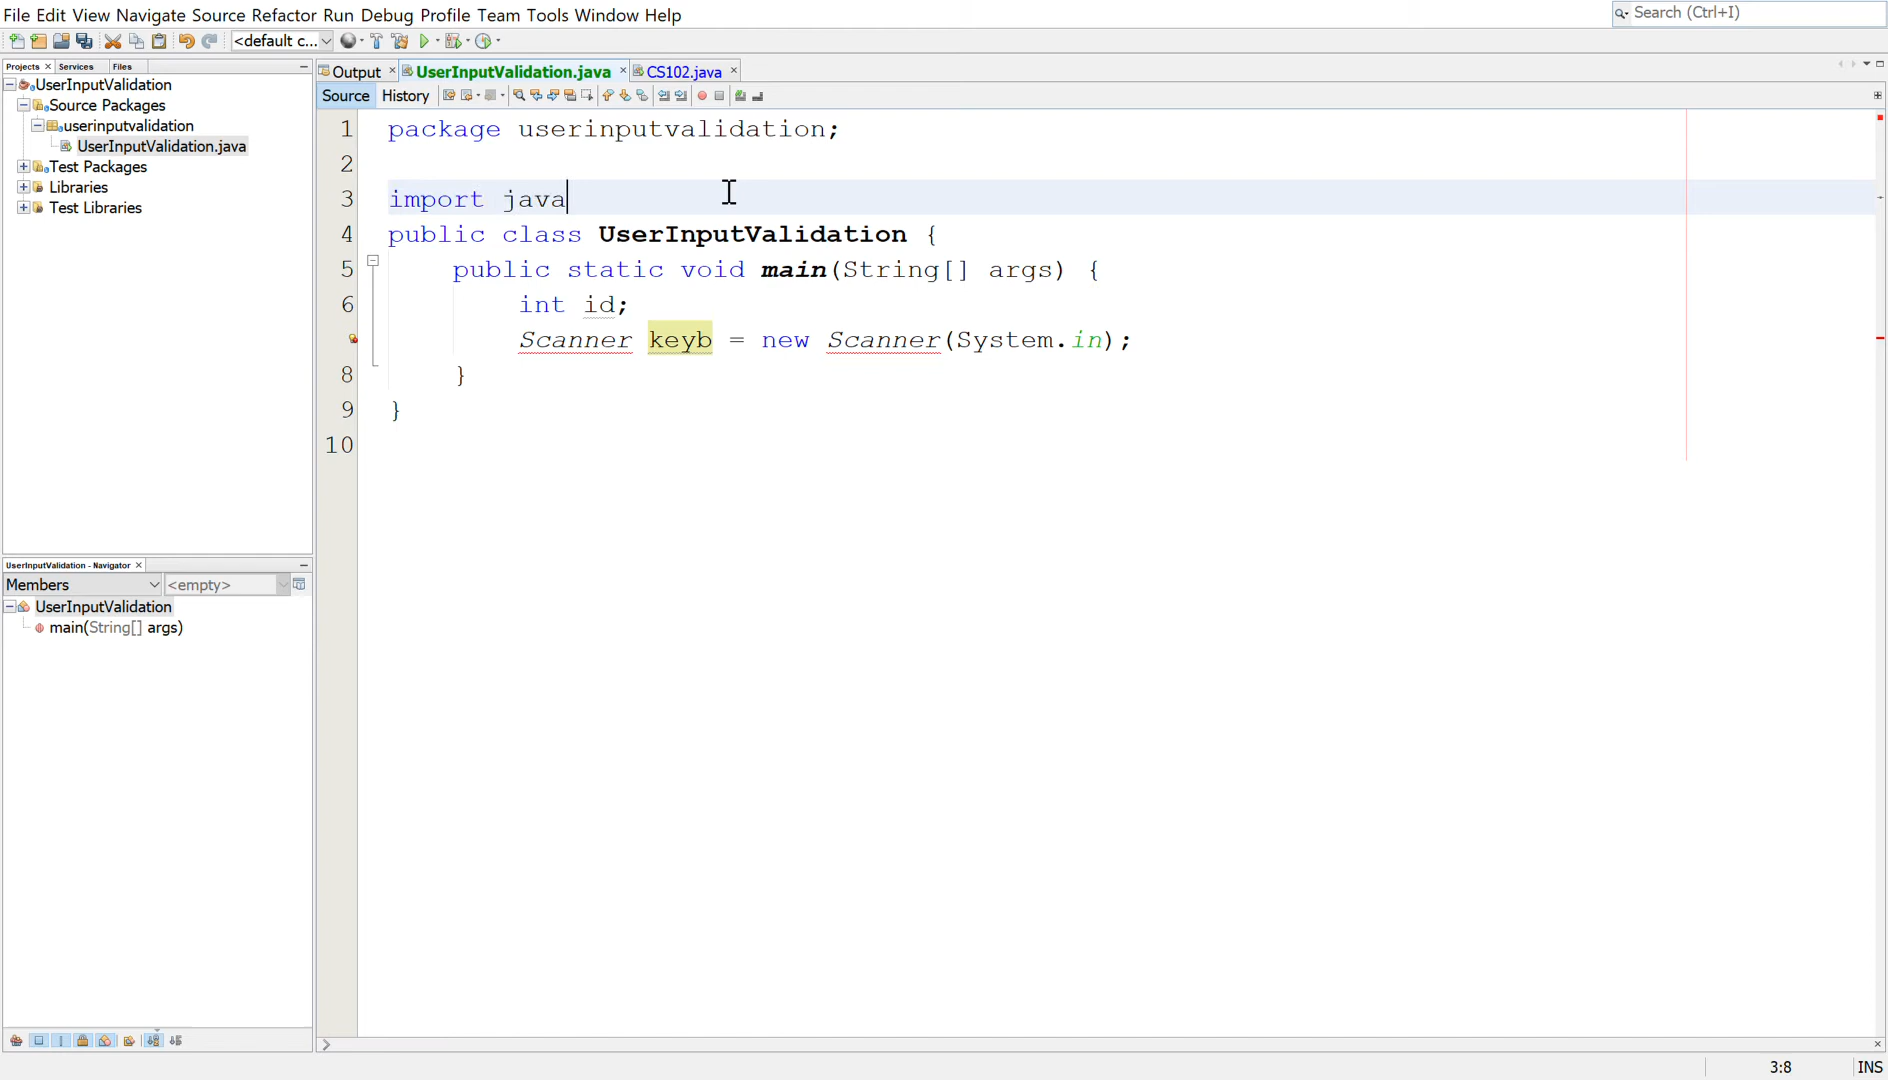 File Edit View Navigate Source Refactor Run Debug Profile Team Tools Window Help
Search (Ctrl+I)
<default c...
Projects
Services
Files
UserInputValidation
Source Packages
userinputvalidation
UserInputValidation.java
Test Packages
Libraries
Test Libraries
Output
UserInputValidation.java
CS102.java
Source
History
1 package userinputvalidation;
2
3 import java
4 public class UserInputValidation {
5 public static void main(String[] args) {
6 int id;
Scanner keyb = new Scanner(System.in);
8 }
9 }
10
UserInputValidation - Navigator
Members
<empty>
UserInputValidation
main(String[] args)
3:8
INS